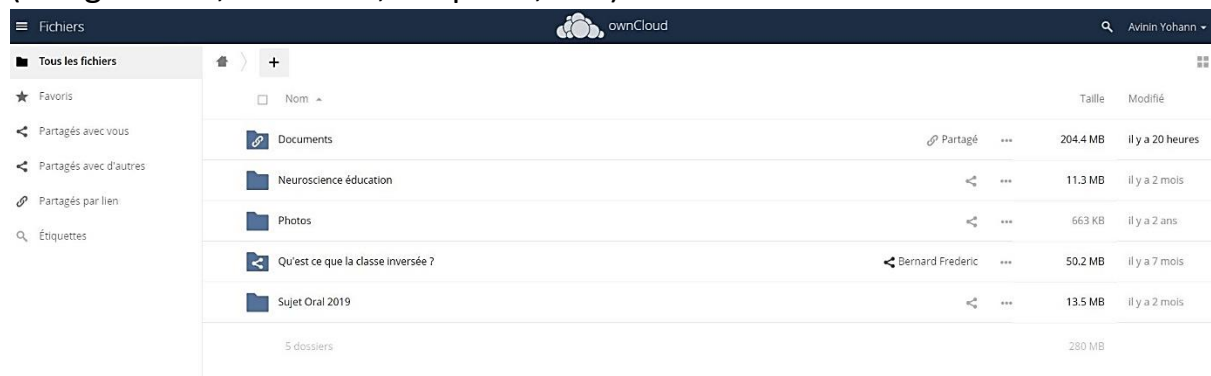 Fichiers ownCloud Avinin Yohann
Tous les fichiers
Favoris
Partagés avec vous
Partagés avec d'autres
Partagés par lien
Étiquettes
Nom Taille Modifié
Documents Partagé 204.4 MB il y a 20 heures
Neuroscience éducation 11.3 MB il y a 2 mois
Photos 663 KB il y a 2 ans
Qu'est ce que la classe inversée ? Bernard Frederic 50.2 MB il y a 7 mois
Sujet Oral 2019 13.5 MB il y a 2 mois
5 dossiers 280 MB